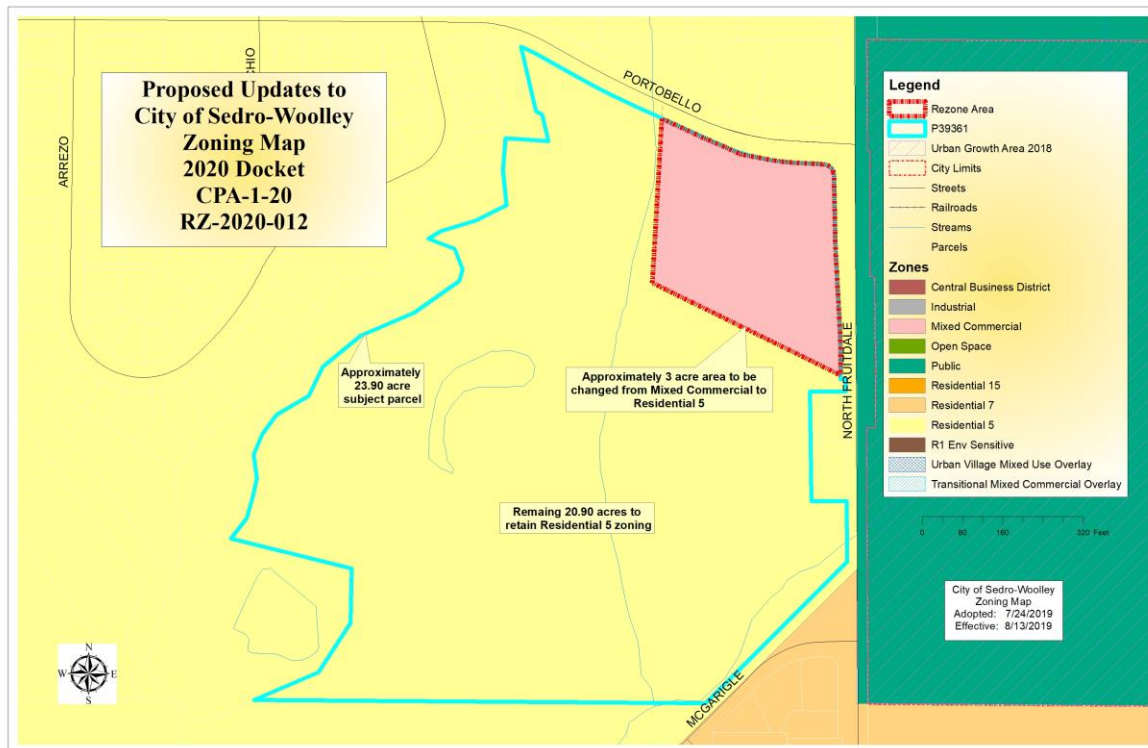 Proposed Updates to
City of Sedro-Woolley
Zoning Map
2020 Docket
CPA-1-20
RZ-2020-012
ARREZO
CHIO
PORTOBELLO
NORTH FRUITDALE
MCGARIGLE
Approximately
23.90 acre
subject parcel
Approximately 3 acre area to be
changed from Mixed Commercial to
Residential 5
Remaing 20.90 acres to
retain Residential 5 zoning
Legend
Rezone Area
P39361
Urban Growth Area 2018
City Limits
Streets
Railroads
Streams
Parcels
Zones
Central Business District
Industrial
Mixed Commercial
Open Space
Public
Residential 15
Residential 7
Residential 5
R1 Env Sensitive
Urban Village Mixed Use Overlay
Transitional Mixed Commercial Overlay
0 80 160 320 Feet
City of Sedro-Woolley
Zoning Map
Adopted: 7/24/2019
Effective: 8/13/2019
N
W E
S